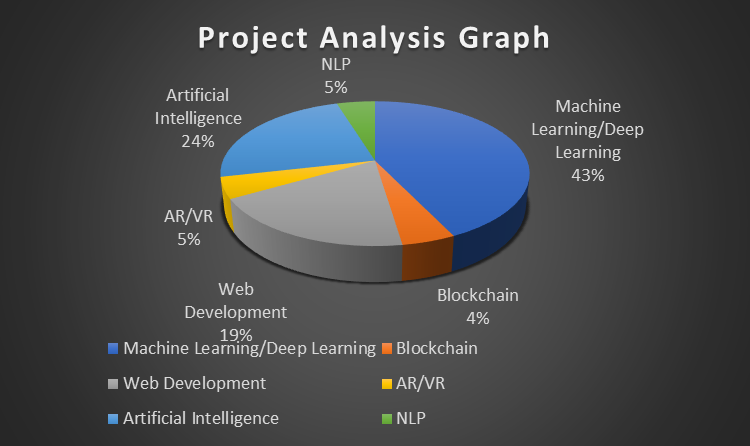 Project Analysis Graph
NLP
5%
Artificial
Intelligence
24%
Machine
Learning/Deep
Learning
43%
AR/VR
5%
Web
Development
19%
Blockchain
4%
Machine Learning/Deep Learning
Blockchain
Web Development
AR/VR
Artificial Intelligence
NLP